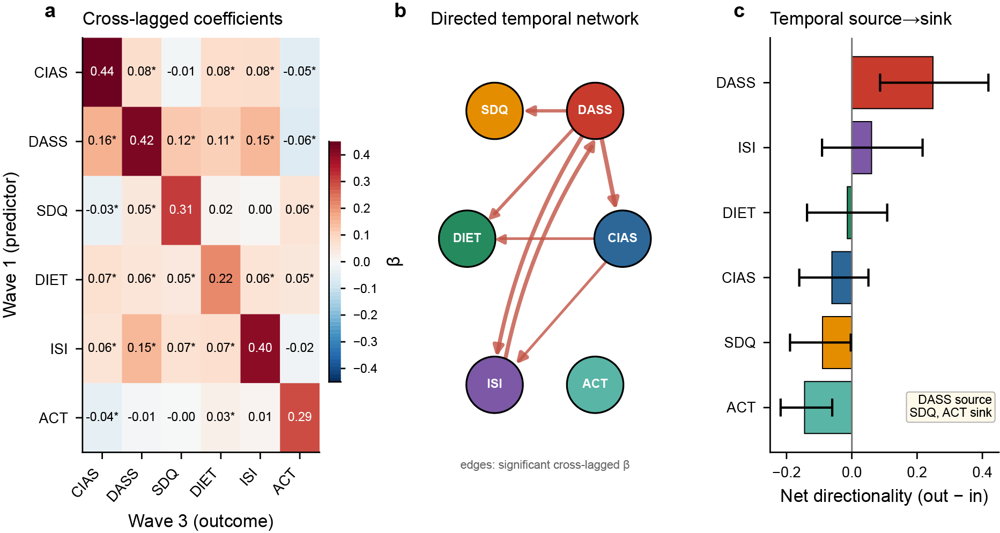 a
Cross-lagged coefficients
Wave 1 (predictor)
CIAS 0.44 0.08* -0.01 0.08* 0.08* -0.05*
DASS 0.16* 0.42 0.12* 0.11* 0.15* -0.06*
SDQ -0.03* 0.05* 0.31 0.02 0.00 0.06*
DIET 0.07* 0.06* 0.05* 0.22 0.06* 0.05*
ISI 0.06* 0.15* 0.07* 0.07* 0.40 -0.02
ACT -0.04* -0.01 -0.00 0.03* 0.01 0.29
CIAS DASS SDQ DIET ISI ACT
Wave 3 (outcome)
0.4
0.3
0.2
0.1
0.0
−0.1
−0.2
−0.3
−0.4
β
b
Directed temporal network
SDQ DASS
DIET CIAS
ISI ACT
edges: significant cross-lagged β
c
Temporal source→sink
DASS
ISI
DIET
CIAS
SDQ
ACT
DASS source
SDQ, ACT sink
−0.2 0.0 0.2 0.4
Net directionality (out − in)